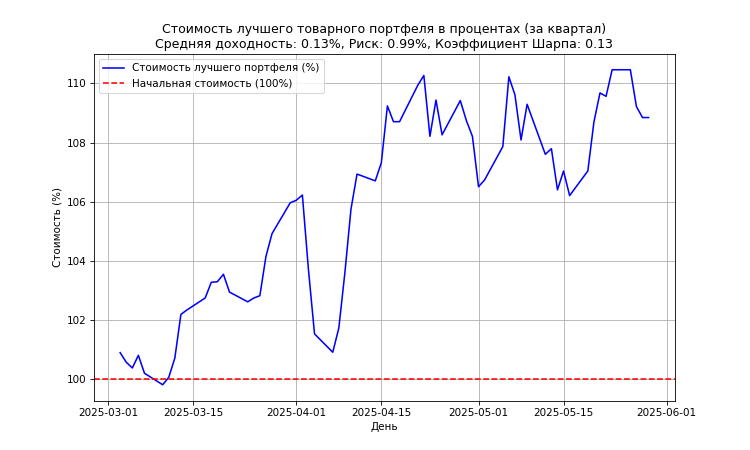 Стоимость лучшего товарного портфеля в процентах (за квартал)
Средняя доходность: 0.13%, Риск: 0.99%, Коэффициент Шарпа: 0.13
Стоимость лучшего портфеля (%)
Начальная стоимость (100%)
Стоимость (%)
110
108
106
104
102
100
2025-03-01 2025-03-15 2025-04-01 2025-04-15 2025-05-01 2025-05-15 2025-06-01
День